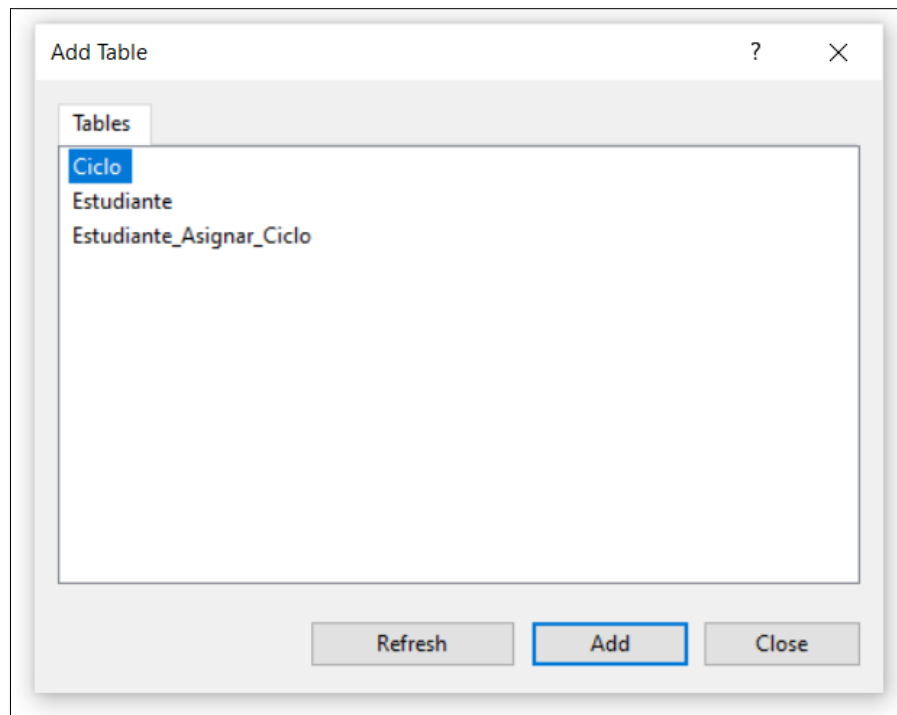 Add Table ?
Tables
Ciclo
Estudiante
Estudiante_Asignar_Ciclo
Refresh Add Close